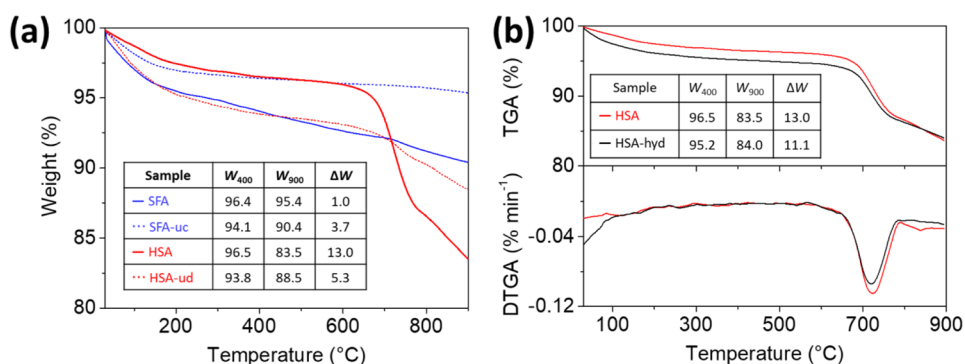 (a)
100
95
90
85
80
Weight (%)
200 400 600 800
Temperature (°C)
Sample W400 W900 ΔW
SFA 96.4 95.4 1.0
SFA-uc 94.1 90.4 3.7
HSA 96.5 83.5 13.0
HSA-ud 93.8 88.5 5.3
(b)
100
90
80
TGA (%)
Sample W400 W900 ΔW
HSA 96.5 83.5 13.0
HSA-hyd 95.2 84.0 11.1
-0.04
-0.12
DTGA (% min-1)
100 300 500 700 900
Temperature (°C)